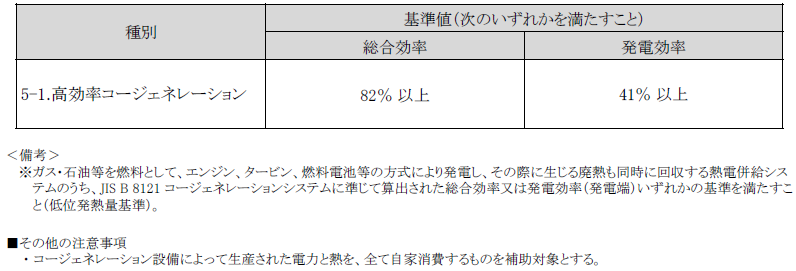 種別
基準値(次のいずれかを満たすこと)
総合効率
発電効率
5-1.高効率コージェネレーション
82% 以上
41% 以上
<備考>
※ガス・石油等を燃料として、エンジン、タービン、燃料電池等の方式により発電し、その際に生じる廃熱も同時に回収する熱電併給シス
テムのうち、JIS B 8121 コージェネレーションシステムに準じて算出された総合効率又は発電効率(発電端)いずれかの基準を満たすこ
と(低位発熱量基準)。
■その他の注意事項
・コージェネレーション設備によって生産された電力と熱を、全て自家消費するものを補助対象とする。